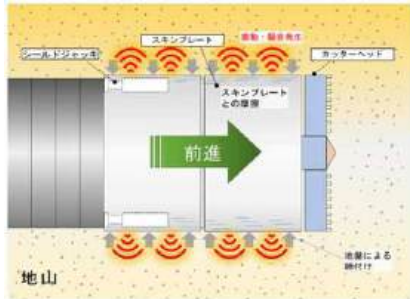 スキンプレート
振動・騒音発生
カッターヘッド
シールドジャッキ
スキンプレート
との摩擦
前進
地盤による
締付け
地山